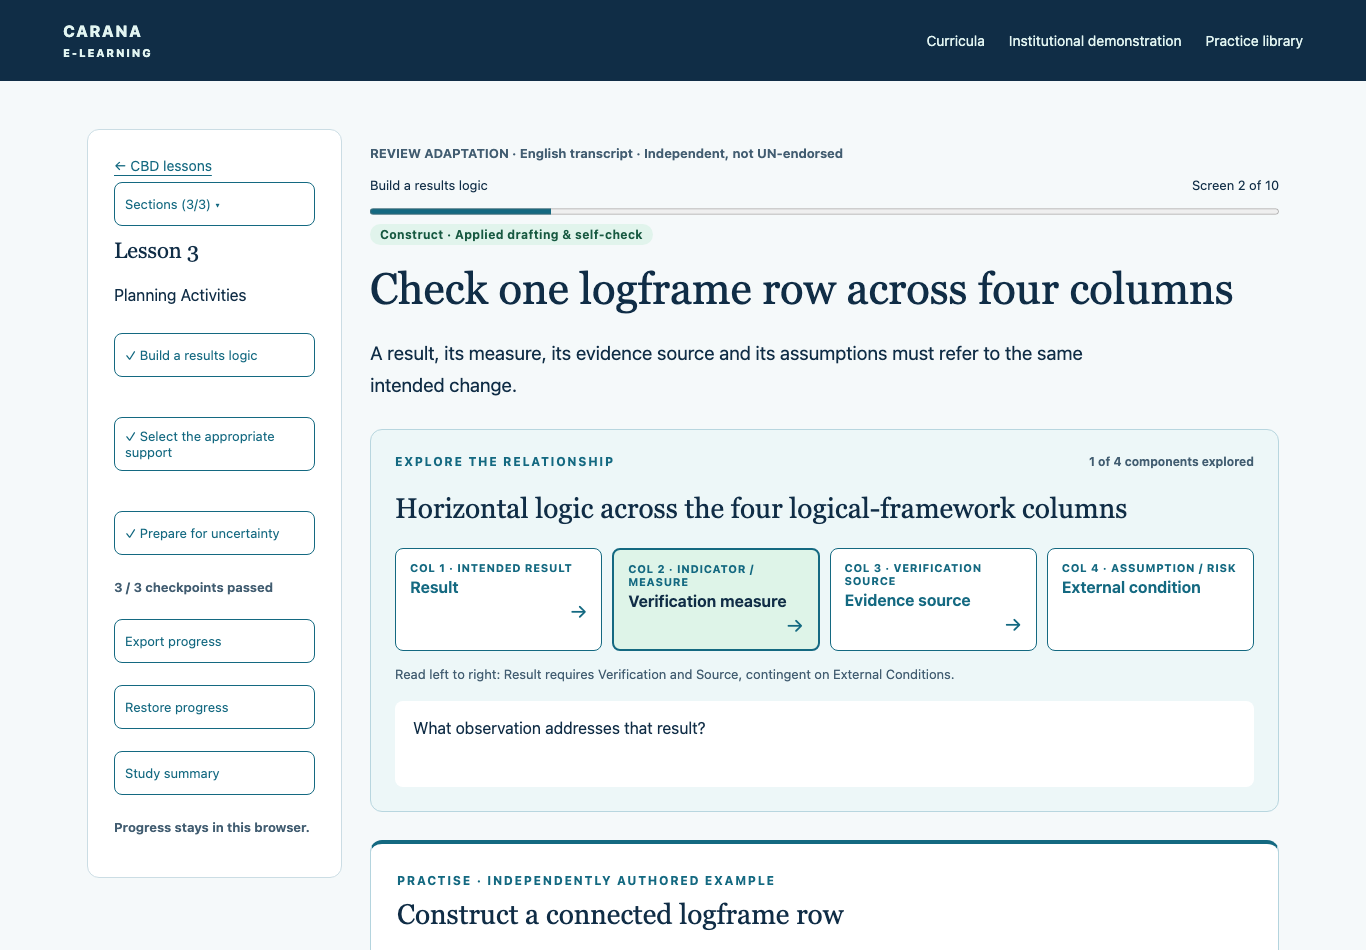 CARANA
E-LEARNING
Curricula
Institutional demonstration
Practice library
← CBD lessons
Sections (3/3) ▾
Lesson 3
Planning Activities
✓ Build a results logic
✓ Select the appropriate
support
✓ Prepare for uncertainty
3 / 3 checkpoints passed
Export progress
Restore progress
Study summary
Progress stays in this browser.
REVIEW ADAPTATION · English transcript · Independent, not UN-endorsed
Build a results logic
Screen 2 of 10
Construct · Applied drafting & self-check
Check one logframe row across four columns
A result, its measure, its evidence source and its assumptions must refer to the same
intended change.
EXPLORE THE RELATIONSHIP
1 of 4 components explored
Horizontal logic across the four logical-framework columns
COL 1 · INTENDED RESULT
Result
→
COL 2 · INDICATOR /
MEASURE
Verification measure
→
COL 3 · VERIFICATION
SOURCE
Evidence source
→
COL 4 · ASSUMPTION / RISK
External condition
Read left to right: Result requires Verification and Source, contingent on External Conditions.
What observation addresses that result?
PRACTISE · INDEPENDENTLY AUTHORED EXAMPLE
Construct a connected logframe row